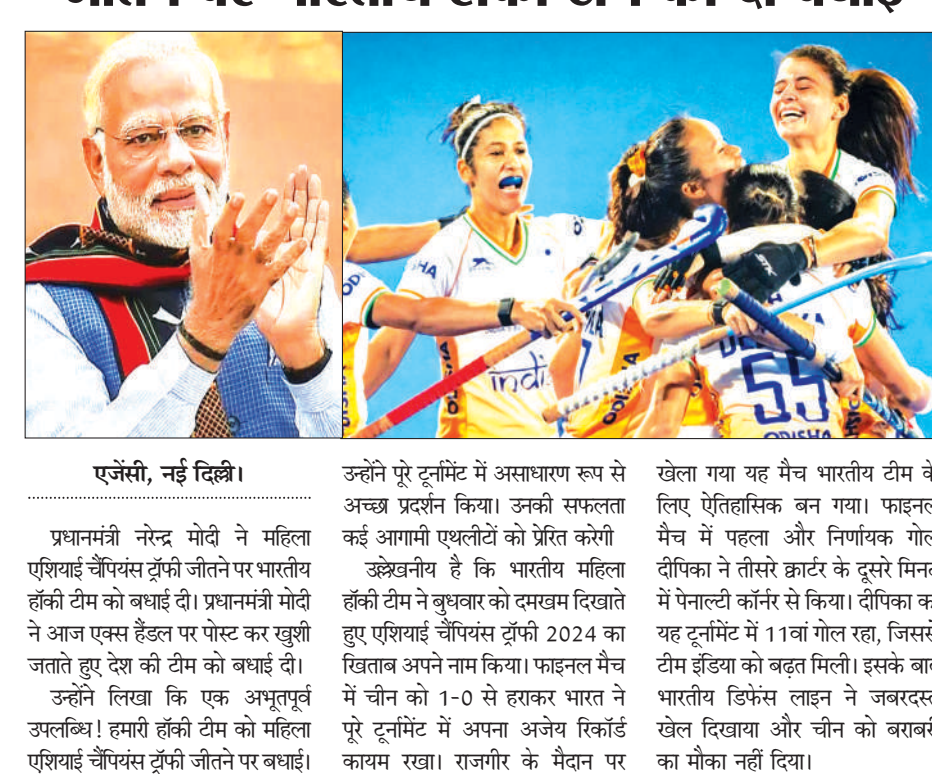 ODISHA
STK
55
ODISHA
एजेंसी, नई दिल्ली।
प्रधानमंत्री नरेन्द्र मोदी ने महिला
एशियाई चैंपियंस ट्रॉफी जीतने पर भारतीय
हॉकी टीम को बधाई दी। प्रधानमंत्री मोदी
ने आज एक्स हैंडल पर पोस्ट कर खुशी
जताते हुए देश की टीम को बधाई दी।
उन्होंने लिखा कि एक अभूतपूर्व
उपलब्धि! हमारी हॉकी टीम को महिला
एशियाई चैंपियंस ट्रॉफी जीतने पर बधाई।
उन्होंने पूरे टूर्नामेंट में असाधारण रूप से
अच्छा प्रदर्शन किया। उनकी सफलता
कई आगामी एथलीटों को प्रेरित करेगी
उल्लेखनीय है कि भारतीय महिला
हॉकी टीम ने बुधवार को दमखम दिखाते
हुए एशियाई चैंपियंस ट्रॉफी 2024 का
खिताब अपने नाम किया। फाइनल मैच
में चीन को 1-0 से हराकर भारत ने
पूरे टूर्नामेंट में अपना अजेय रिकॉर्ड
कायम रखा। राजगीर के मैदान पर
खेला गया यह मैच भारतीय टीम के
लिए ऐतिहासिक बन गया। फाइनल
मैच में पहला और निर्णायक गोल
दीपिका ने तीसरे क्वार्टर के दूसरे मिनट
में पेनाल्टी कॉर्नर से किया। दीपिका का
यह टूर्नामेंट में 11वां गोल रहा, जिससे
टीम इंडिया को बढ़त मिली। इसके बाद
भारतीय डिफेंस लाइन ने जबरदस्त
खेल दिखाया और चीन को बराबरी
का मौका नहीं दिया।